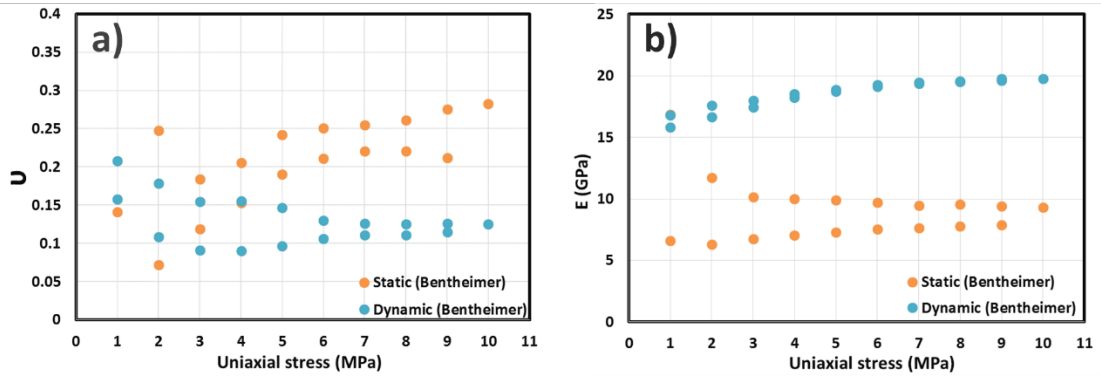 a)
0.4
0.35
0.3
0.25
0.2
0.15
0.1
0.05
0
υ
Static (Bentheimer)
Dynamic (Bentheimer)
0 1 2 3 4 5 6 7 8 9 10 11
Uniaxial stress (MPa)
b)
25
20
15
10
5
0
E (GPa)
Static (Bentheimer)
Dynamic (Bentheimer)
0 1 2 3 4 5 6 7 8 9 10 11
Uniaxial stress (MPa)